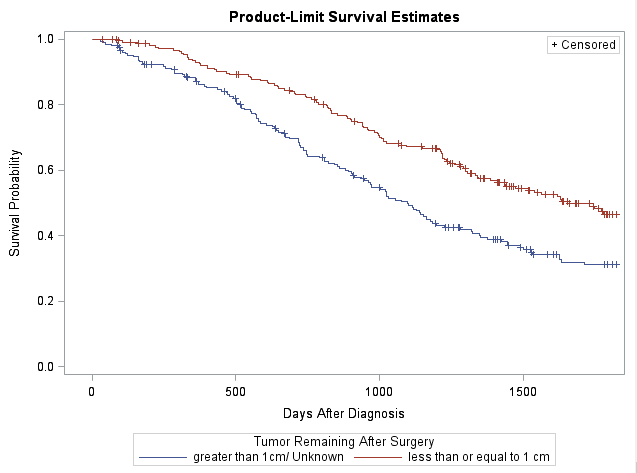 Product-Limit Survival Estimates
+ Censored
1.0
0.8
0.6
0.4
0.2
0.0
Survival Probability
0 500 1000 1500
Days After Diagnosis
Tumor Remaining After Surgery
greater than 1cm/ Unknown less than or equal to 1 cm